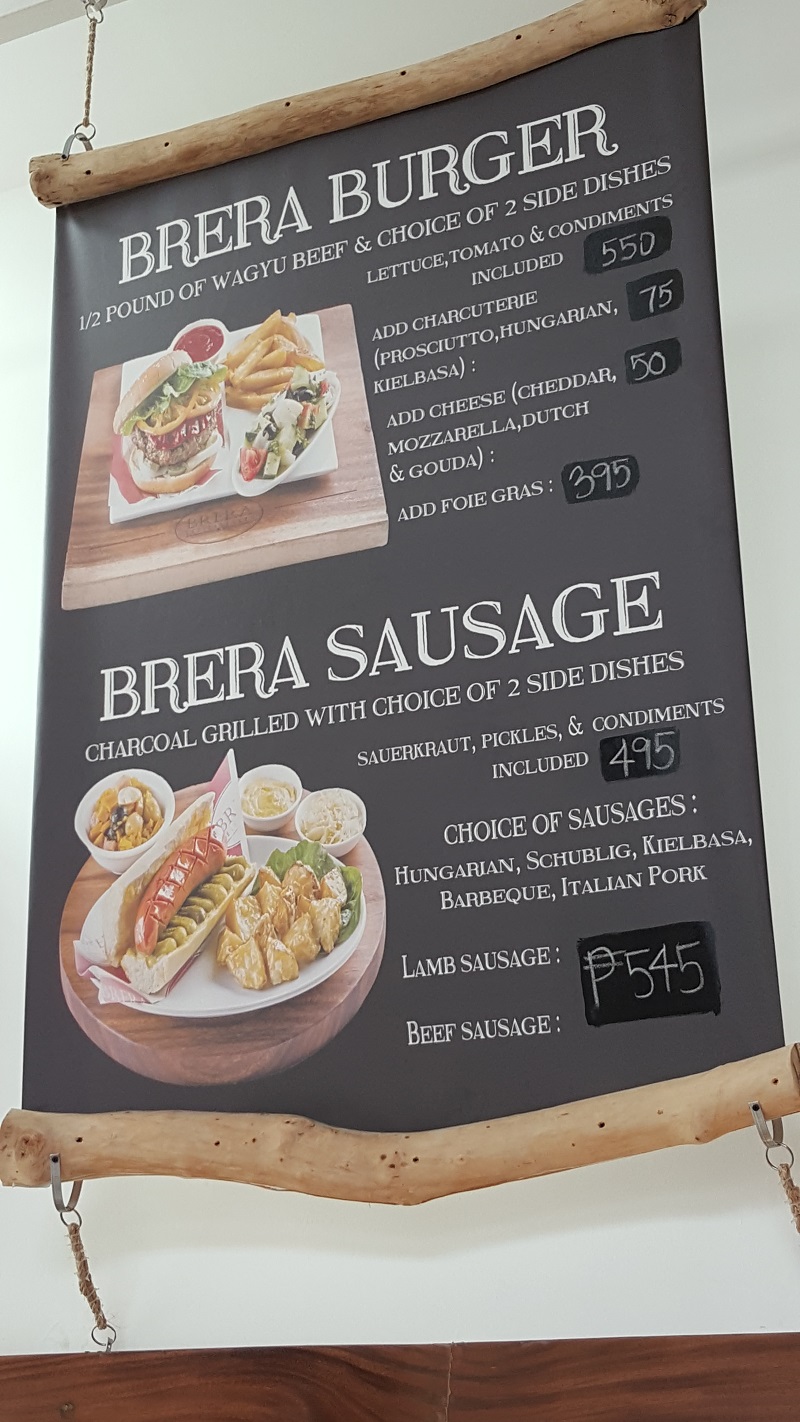 BRERA BURGER
1/2 POUND OF WAGYU BEEF & CHOICE OF 2 SIDE DISHES
LETTUCE,TOMATO & CONDIMENTS
INCLUDED 550
ADD CHARCUTERIE
(PROSCIUTTO,HUNGARIAN, 75
KIELBASA) :
ADD CHEESE (CHEDDAR, 50
MOZZARELLA,DUTCH
& GOUDA) :
ADD FOIE GRAS : 395
BRERA
BRERA SAUSAGE
CHARCOAL GRILLED WITH CHOICE OF 2 SIDE DISHES
SAUERKRAUT, PICKLES, & CONDIMENTS
INCLUDED 495
CHOICE OF SAUSAGES :
HUNGARIAN, SCHUBLIG, KIELBASA,
BARBEQUE, ITALIAN PORK
LAMB SAUSAGE : ₱545
BEEF SAUSAGE :